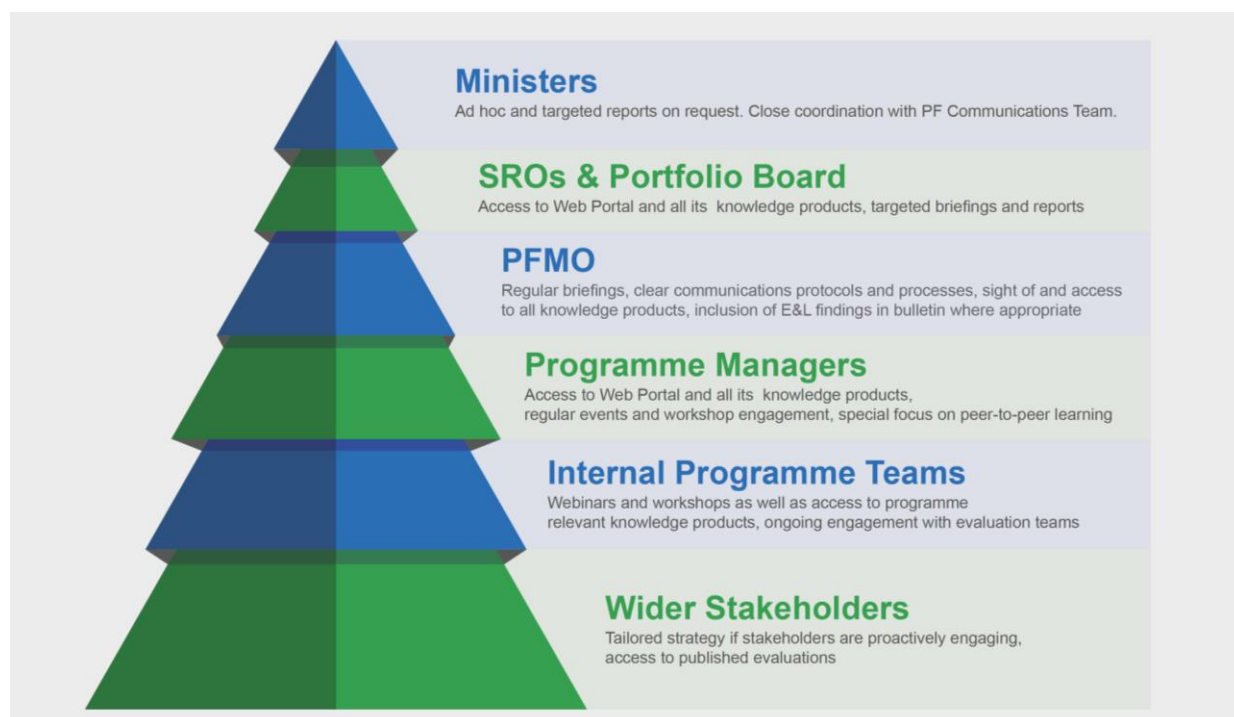 Ministers
Ad hoc and targeted reports on request. Close coordination with PF Communications Team.
SROs & Portfolio Board
Access to Web Portal and all its knowledge products, targeted briefings and reports
PFMO
Regular briefings, clear communications protocols and processes, sight of and access
to all knowledge products, inclusion of E&L findings in bulletin where appropriate
Programme Managers
Access to Web Portal and all its knowledge products,
regular events and workshop engagement, special focus on peer-to-peer learning
Internal Programme Teams
Webinars and workshops as well as access to programme
relevant knowledge products, ongoing engagement with evaluation teams
Wider Stakeholders
Tailored strategy if stakeholders are proactively engaging,
access to published evaluations